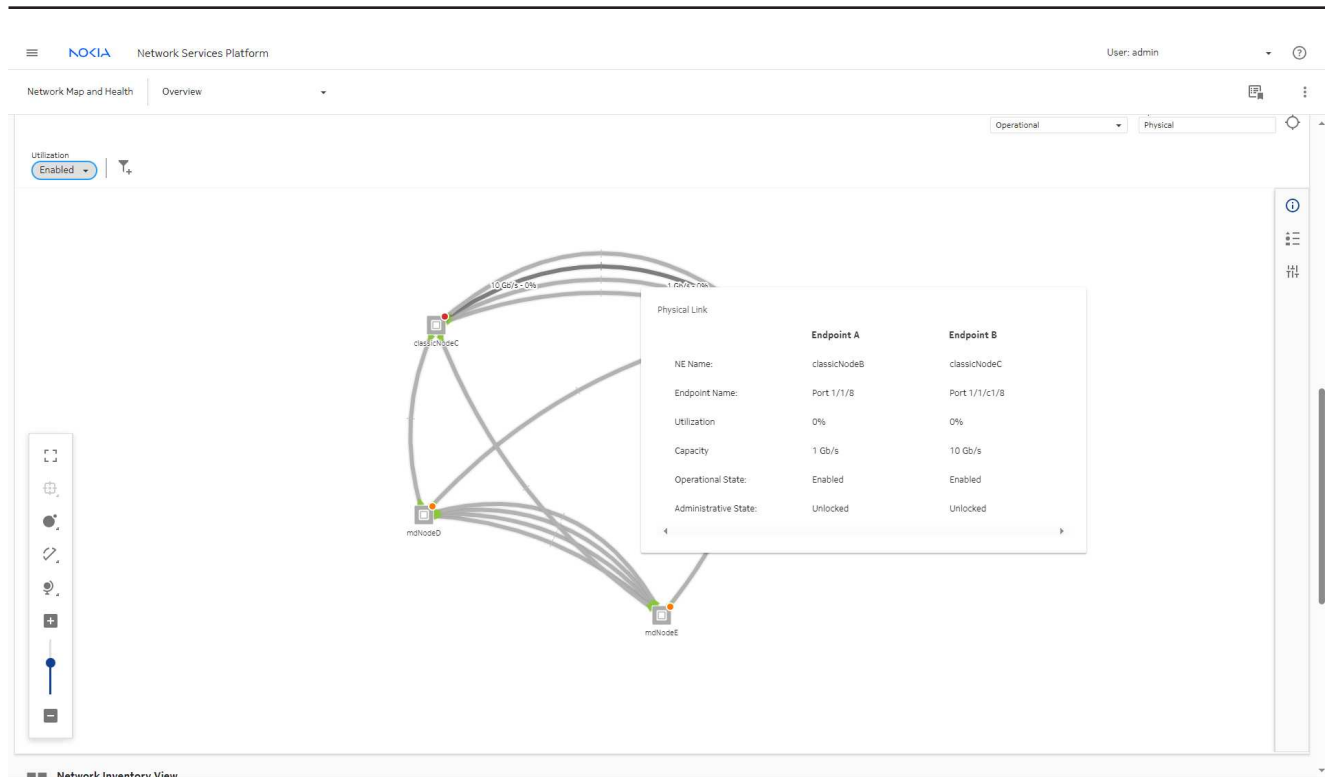 NOKIA Network Services Platform User: admin
Network Map and Health Overview
Operational Physical
Utilization
Enabled
10 Gb/s - 0% 1 Gb/s - 0%
classicNodeC
Physical Link
Endpoint A Endpoint B
NE Name: classicNodeB classicNodeC
Endpoint Name: Port 1/1/8 Port 1/1/c1/8
Utilization 0% 0%
Capacity 1 Gb/s 10 Gb/s
Operational State: Enabled Enabled
Administrative State: Unlocked Unlocked
mdNodeD
mdNodeE
Network Inventory View